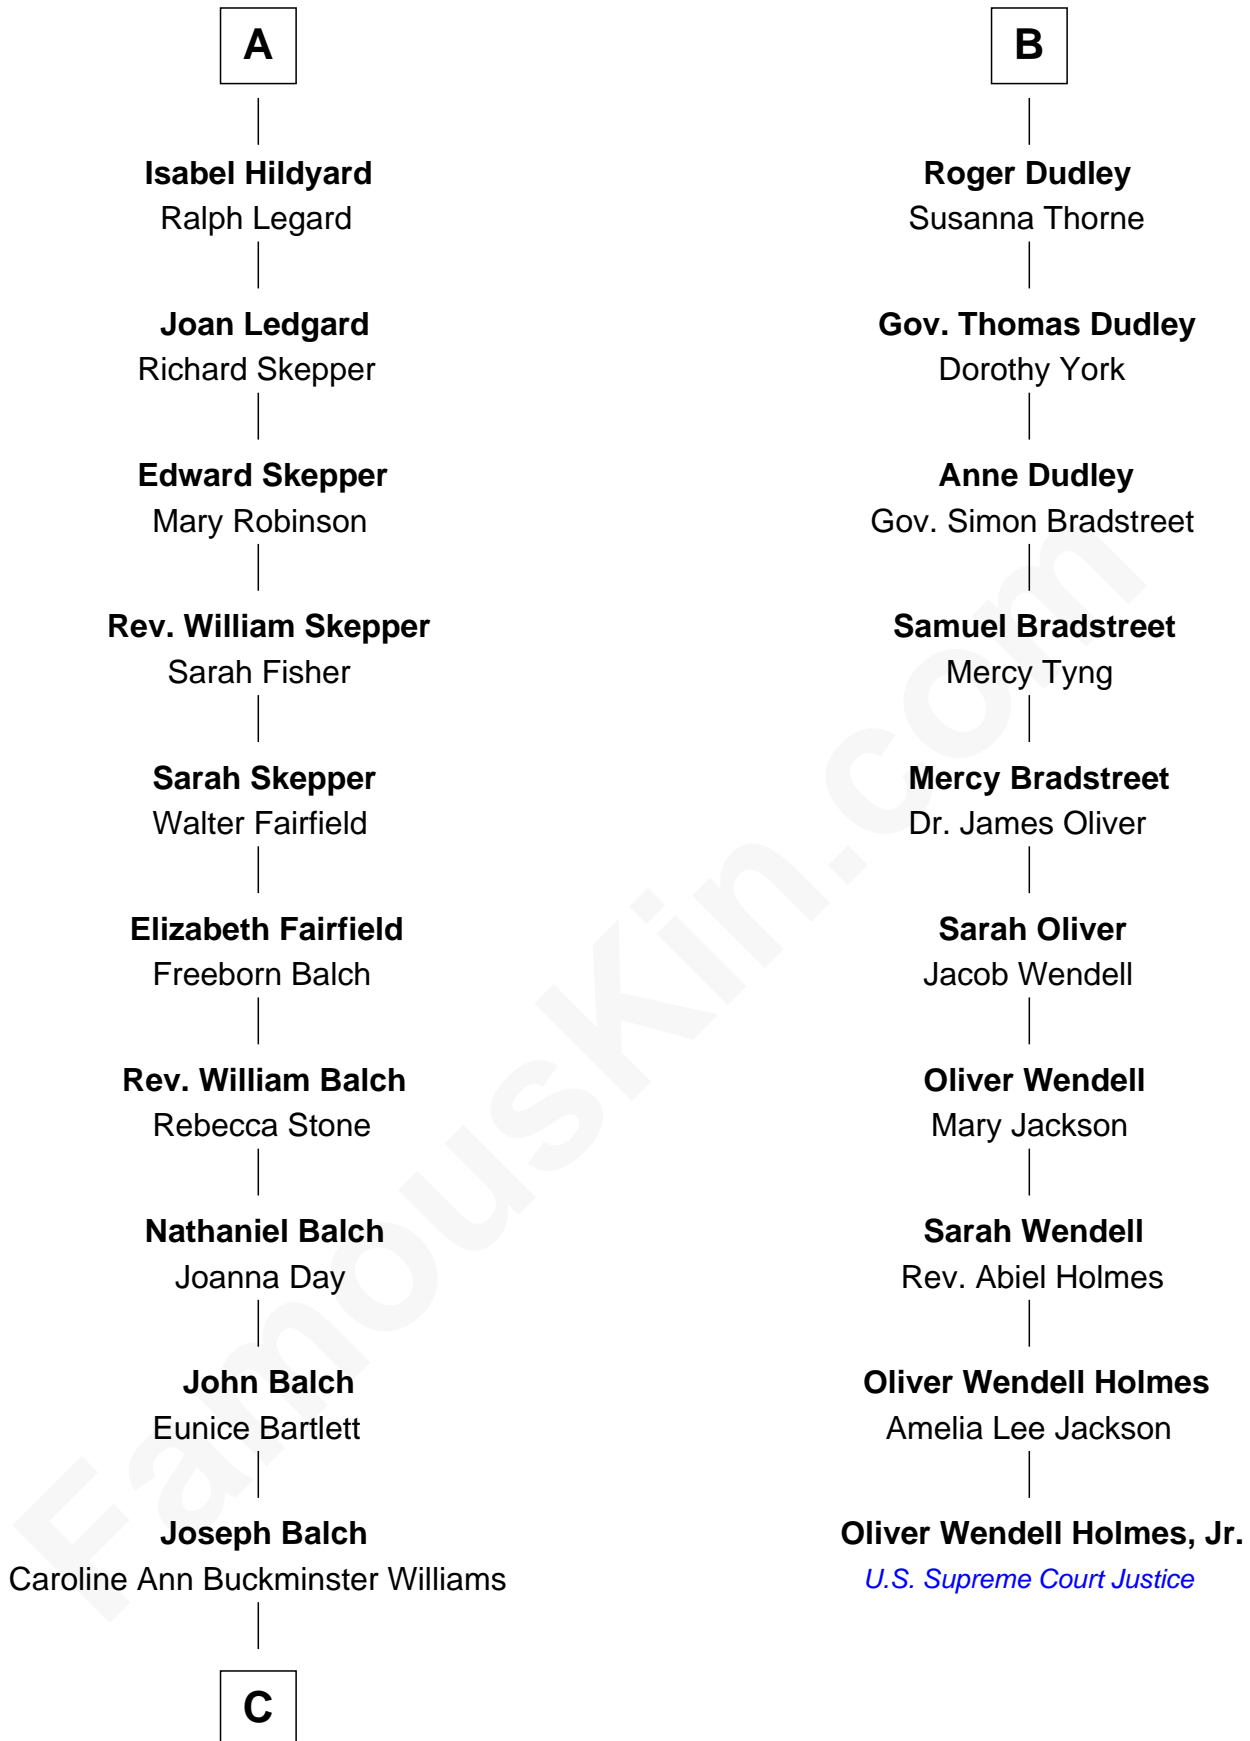 A
Isabel Hildyard
Ralph Legard
Joan Ledgard
Richard Skepper
Edward Skepper
Mary Robinson
Rev. William Skepper
Sarah Fisher
Sarah Skepper
Walter Fairfield
Elizabeth Fairfield
Freeborn Balch
Rev. William Balch
Rebecca Stone
Nathaniel Balch
Joanna Day
John Balch
Eunice Bartlett
Joseph Balch
Caroline Ann Buckminster Williams
C
B
Roger Dudley
Susanna Thorne
Gov. Thomas Dudley
Dorothy York
Anne Dudley
Gov. Simon Bradstreet
Samuel Bradstreet
Mercy Tyng
Mercy Bradstreet
Dr. James Oliver
Sarah Oliver
Jacob Wendell
Oliver Wendell
Mary Jackson
Sarah Wendell
Rev. Abiel Holmes
Oliver Wendell Holmes
Amelia Lee Jackson
Oliver Wendell Holmes, Jr.
U.S. Supreme Court Justice
FamousKin.com